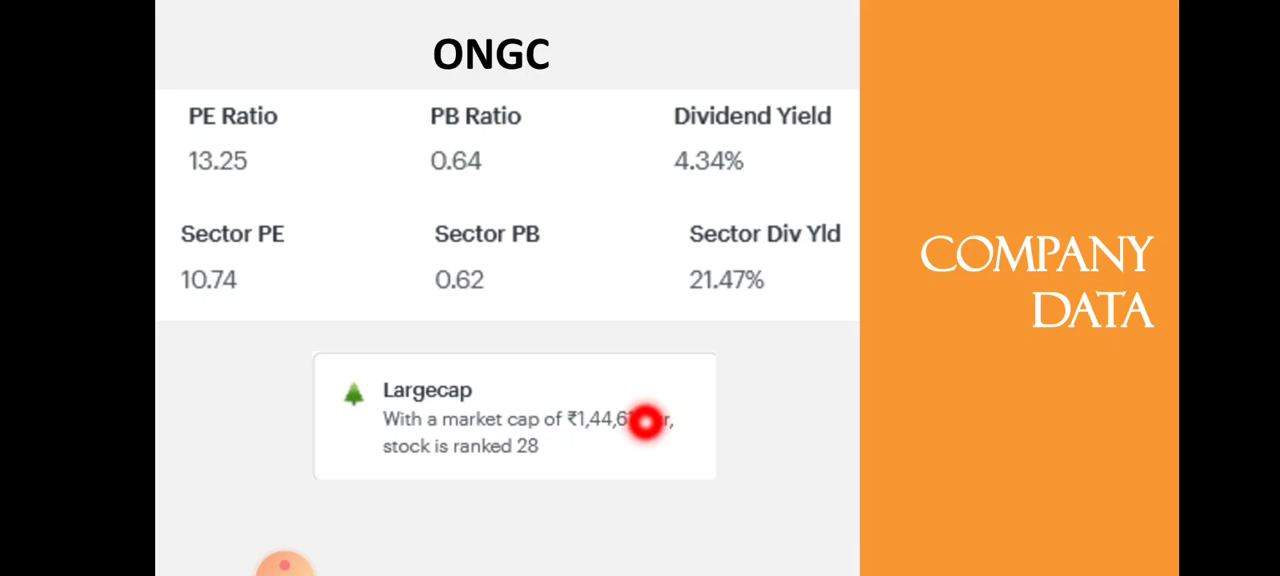 ONGC
PE Ratio PB Ratio Dividend Yield
13.25 0.64 4.34%
Sector PE Sector PB Sector Div Yld
10.74 0.62 21.47%
Largecap
With a market cap of
stock is ranked 28
COMPANY
DATA